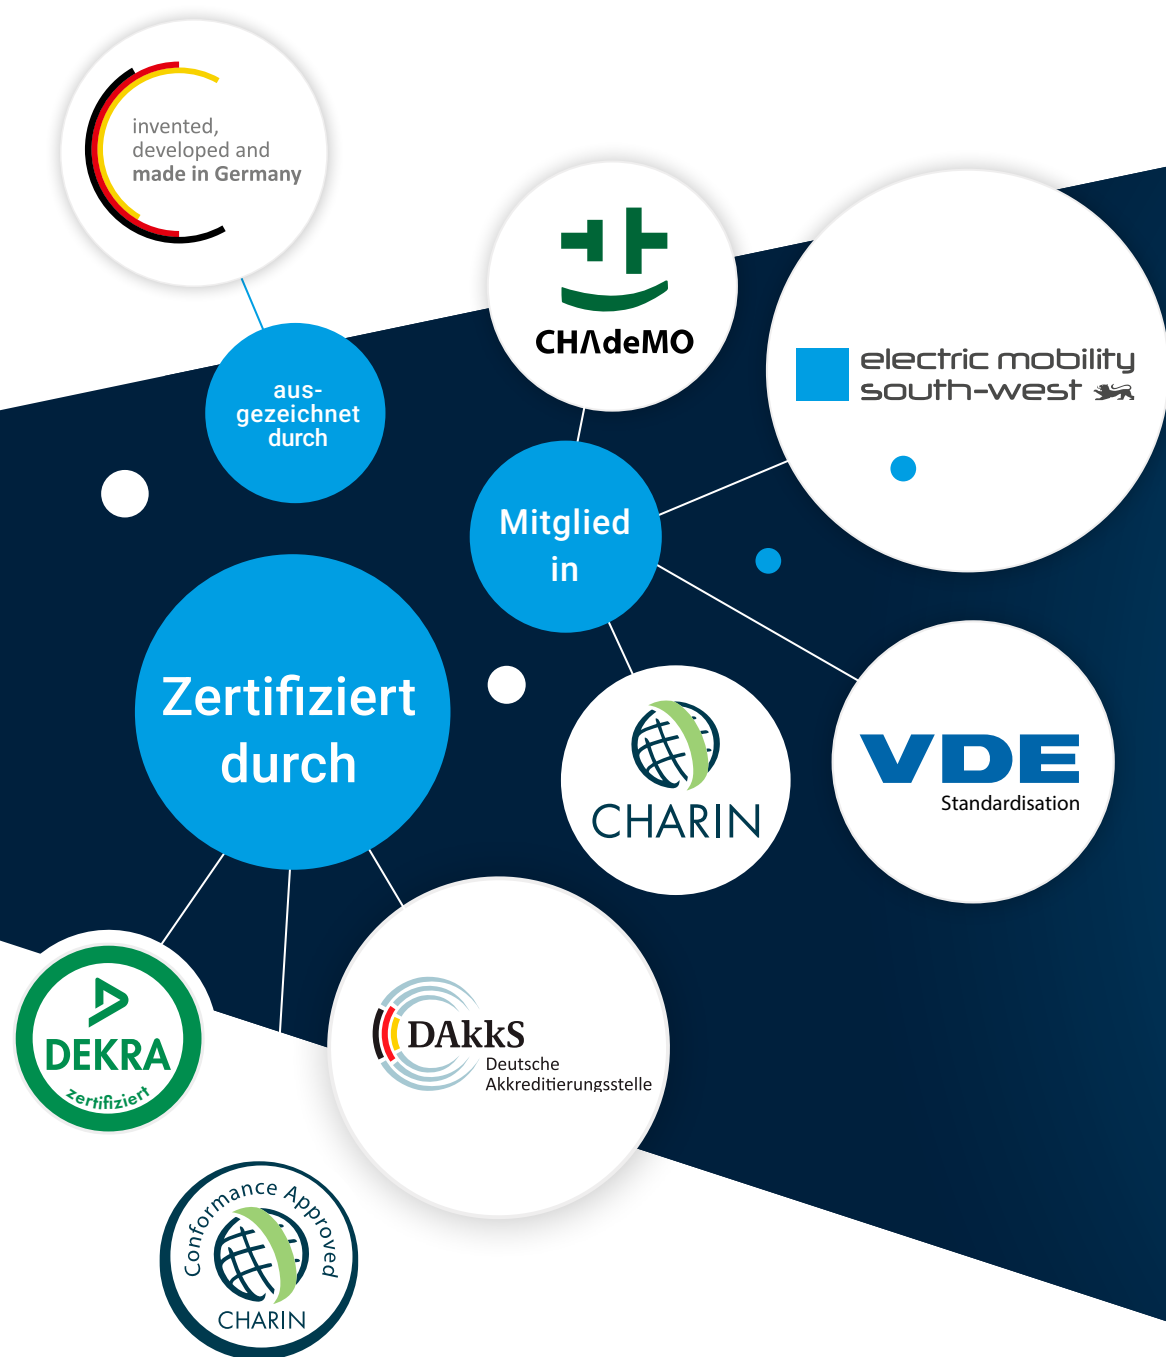 invented,
developed and
made in Germany
aus-
gezeichnet
durch
CHAdeMO
electric mobility
south-west
Mitglied
in
Zertifiziert
durch
CHARIN
VDE
Standardisation
DEKRA
zertifiziert
DAkkS
Deutsche
Akkreditierungsstelle
Conformance Approved
CHARIN